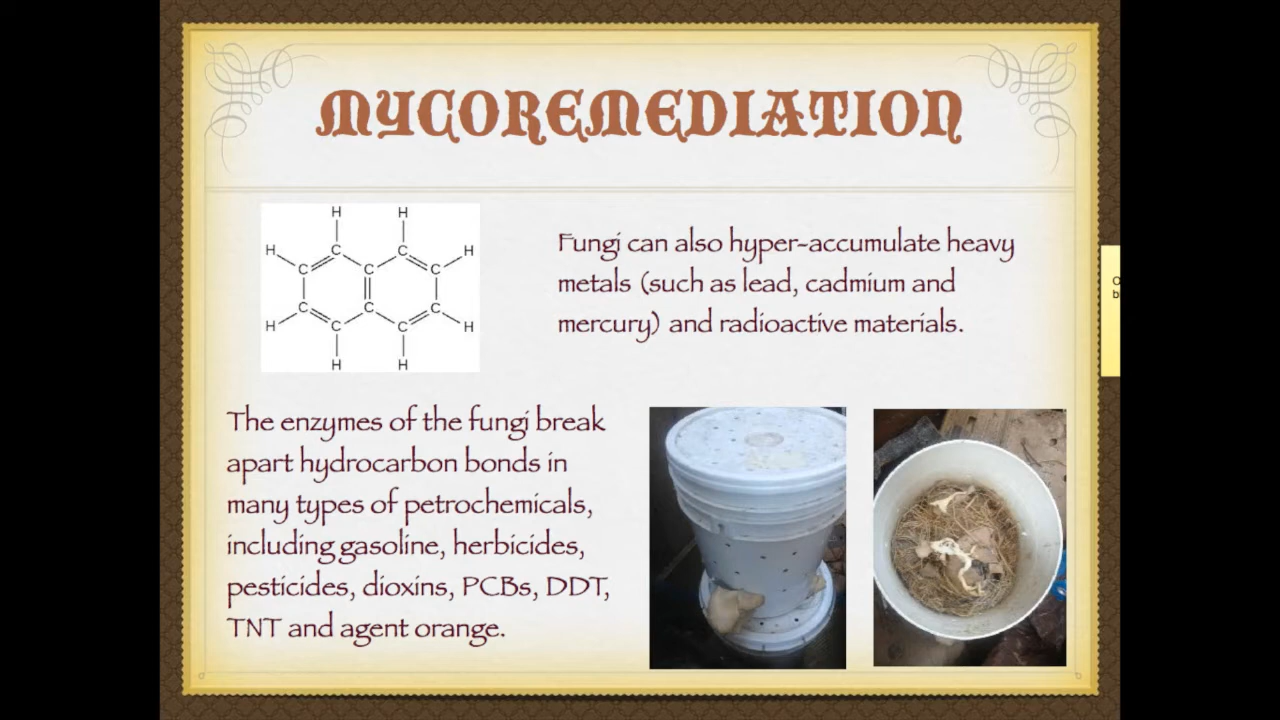 MYCOREMEDIATION
H H
H C C H
C C C
C C C
H C C H
H H
Fungi can also hyper-accumulate heavy
metals (such as lead, cadmium and
mercury) and radioactive materials.
O
b
The enzymes of the fungi break
apart hydrocarbon bonds in
many types of petrochemicals,
including gasoline, herbicides,
pesticides, dioxins, PCBs, DDT,
TNT and agent orange.